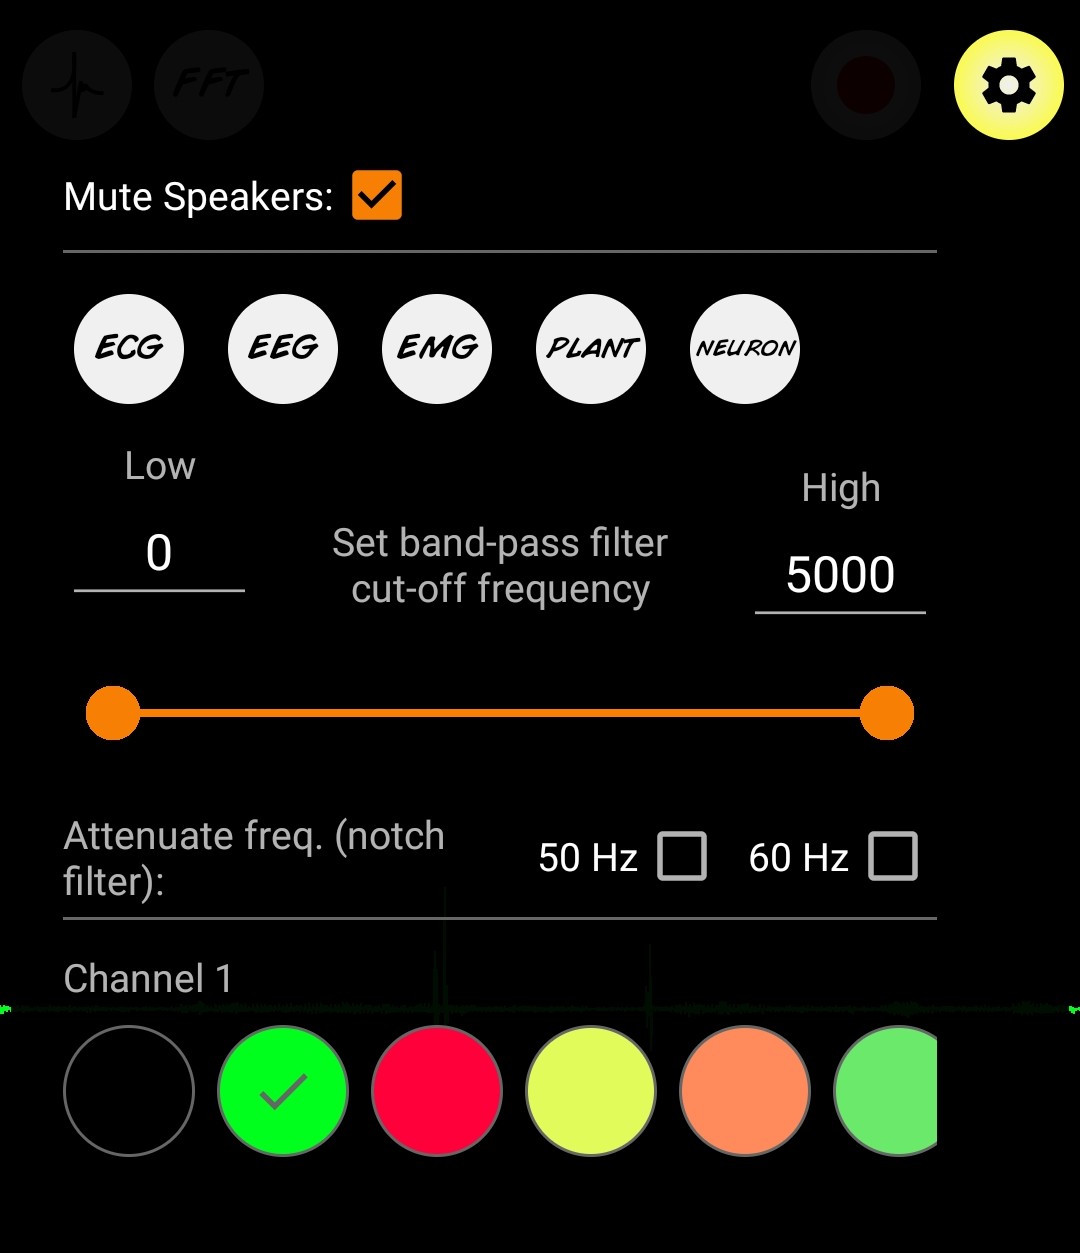 FFT
Mute Speakers:
ECG EEG EMG PLANT NEURON
Low
High
0
Set band-pass filter
cut-off frequency
5000
Attenuate freq. (notch
filter):
50 Hz 60 Hz
Channel 1